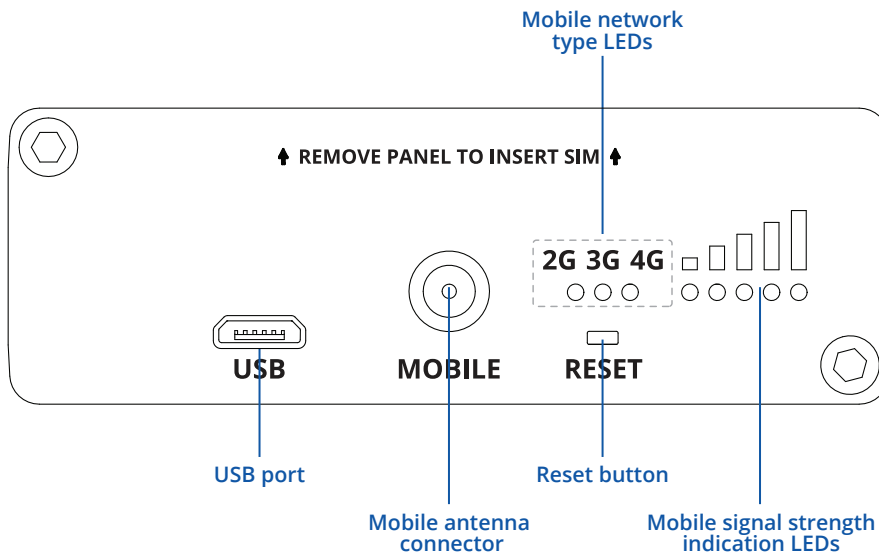 Mobile network
type LEDs
REMOVE PANEL TO INSERT SIM
2G 3G 4G
USB
MOBILE
RESET
USB port
Reset button
Mobile antenna
connector
Mobile signal strength
indication LEDs